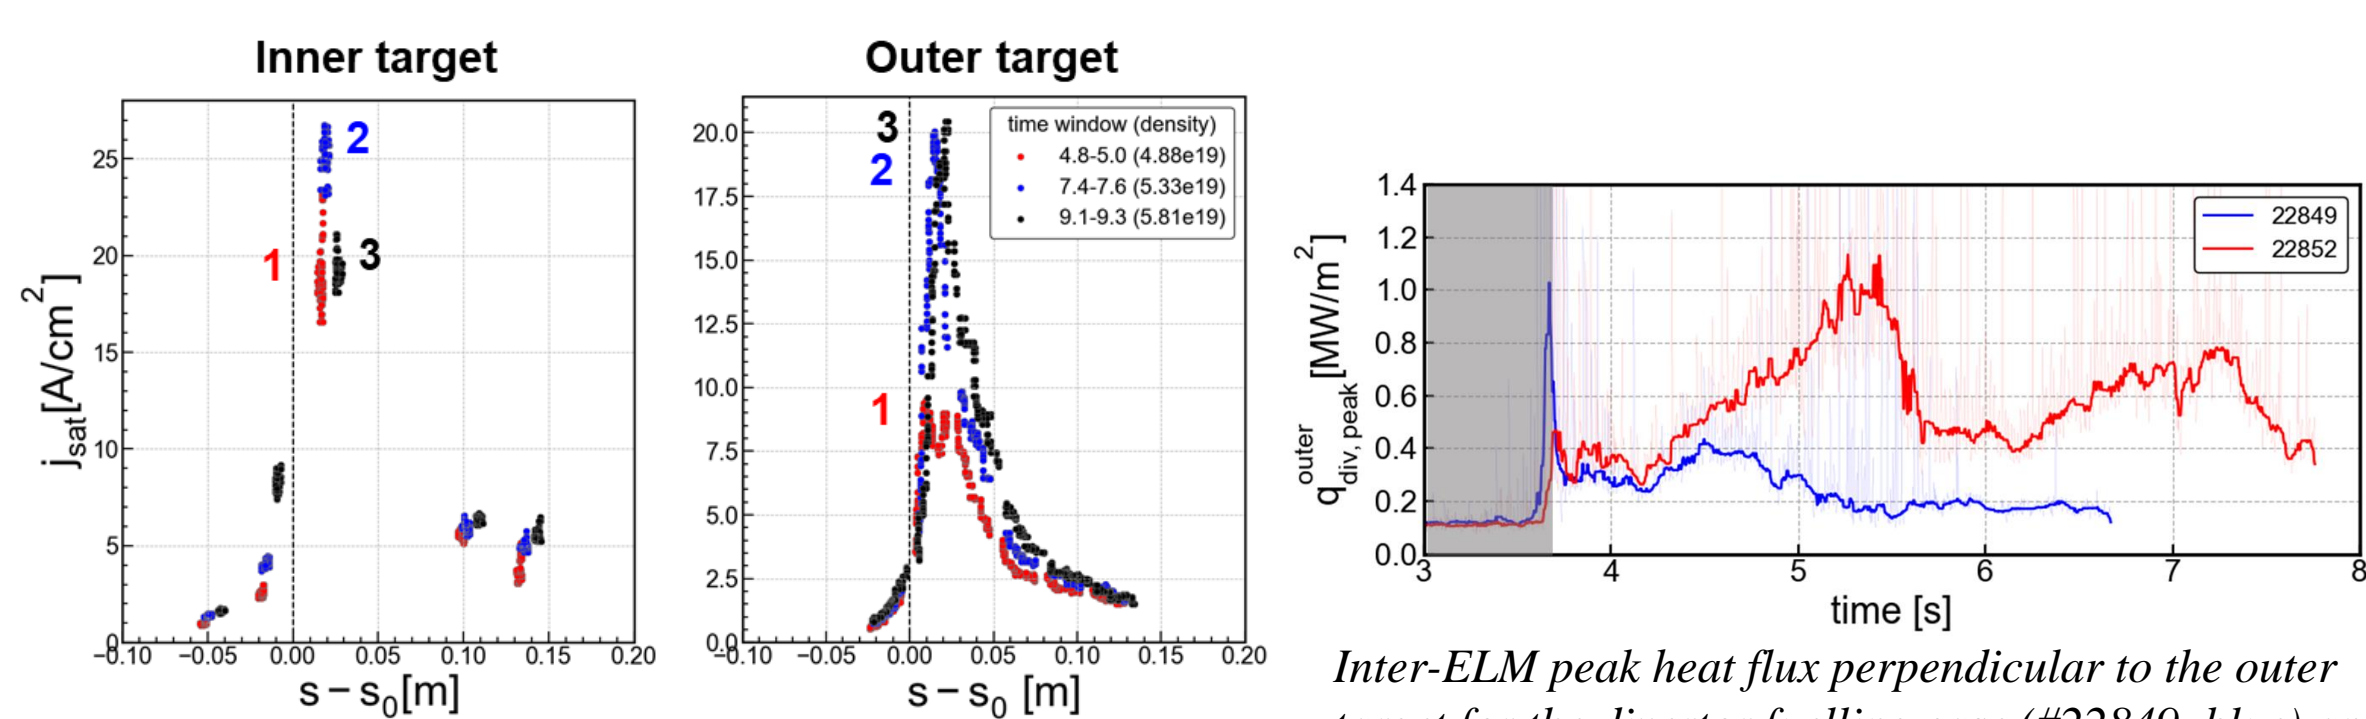 Inner target
j_sat[A/cm²]
25
20
15
10
5
0
1
2
3
−0.10 −0.05 0.00 0.05 0.10 0.15 0.20
s − s₀[m]
Outer target
20.0
17.5
15.0
12.5
10.0
7.5
5.0
2.5
0.0
3
2
1
time window (density)
4.8-5.0 (4.88e19)
7.4-7.6 (5.33e19)
9.1-9.3 (5.81e19)
−0.10 −0.05 0.00 0.05 0.10 0.15 0.20
s − s₀ [m]
q outer div, peak [MW/m²]
1.4
1.2
1.0
0.8
0.6
0.4
0.2
0.0
22849
22852
3 4 5 6 7 8
time [s]
Inter-ELM peak heat flux perpendicular to the outer